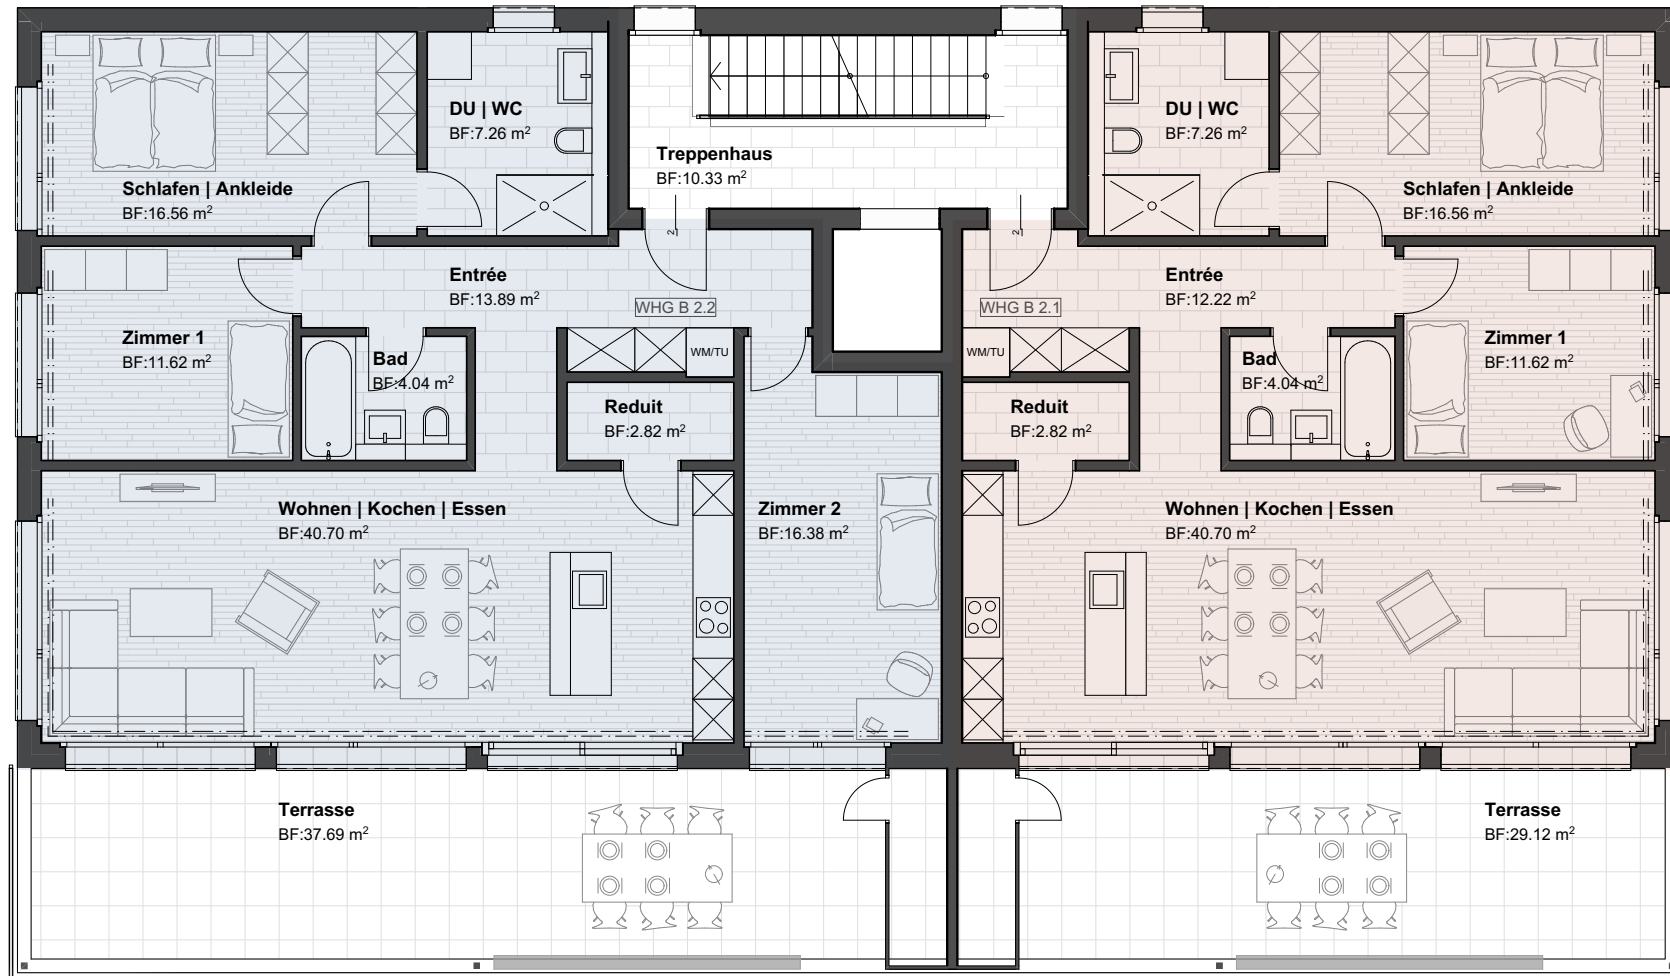 DU | WC
BF:7.26 m²
DU | WC
BF:7.26 m²
Treppenhaus
BF:10.33 m²
Schlafen | Ankleide
BF:16.56 m²
Schlafen | Ankleide
BF:16.56 m²
2
2
Entrée
BF:13.89 m²
Entrée
BF:12.22 m²
WHG B 2.2
WHG B 2.1
Zimmer 1
BF:11.62 m²
Bad
BF:4.04 m²
WM/TU
WM/TU
Bad
BF:4.04 m²
Zimmer 1
BF:11.62 m²
Reduit
BF:2.82 m²
Reduit
BF:2.82 m²
Wohnen | Kochen | Essen
BF:40.70 m²
Zimmer 2
BF:16.38 m²
Wohnen | Kochen | Essen
BF:40.70 m²
Terrasse
BF:37.69 m²
Terrasse
BF:29.12 m²